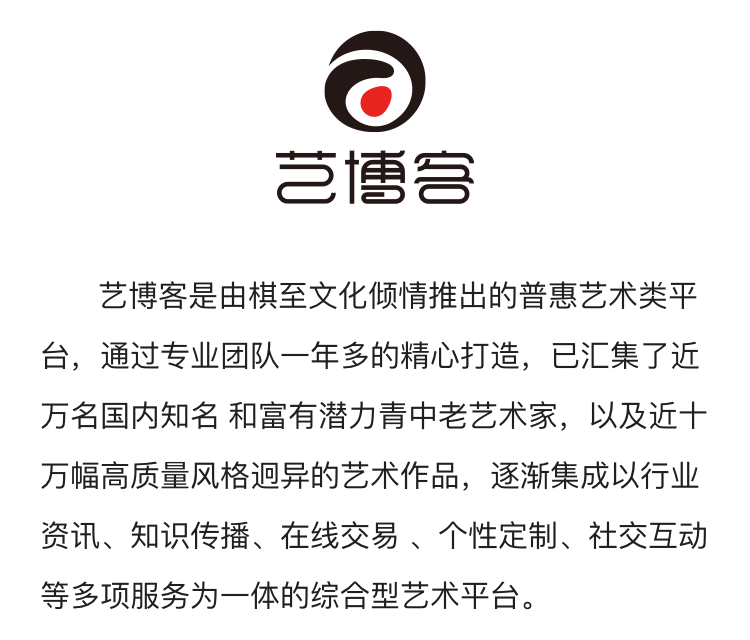 艺博客
艺博客是由棋至文化倾情推出的普惠艺术类平
台，通过专业团队一年多的精心打造，已汇集了近
万名国内知名 和富有潜力青中老艺术家，以及近十
万幅高质量风格迥异的艺术作品，逐渐集成以行业
资讯、知识传播、在线交易 、个性定制、社交互动
等多项服务为一体的综合型艺术平台。